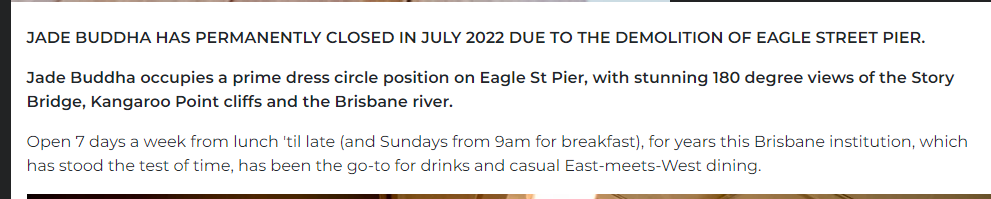 JADE BUDDHA HAS PERMANENTLY CLOSED IN JULY 2022 DUE TO THE DEMOLITION OF EAGLE STREET PIER.
Jade Buddha occupies a prime dress circle position on Eagle St Pier, with stunning 180 degree views of the Story
Bridge, Kangaroo Point cliffs and the Brisbane river.
Open 7 days a week from lunch 'til late (and Sundays from 9am for breakfast), for years this Brisbane institution, which
has stood the test of time, has been the go-to for drinks and casual East-meets-West dining.